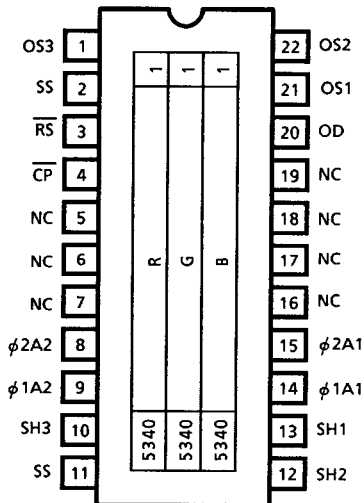 OS3 1 1 1 1 22 OS2
SS 2 21 OS1
R̅S̅ 3 20 OD
C̅P̅ 4 19 NC
NC 5 18 NC
NC 6 R G B 17 NC
NC 7 16 NC
ϕ2A2 8 15 ϕ2A1
ϕ1A2 9 14 ϕ1A1
SH3 10 5340 5340 5340 13 SH1
SS 11 12 SH2